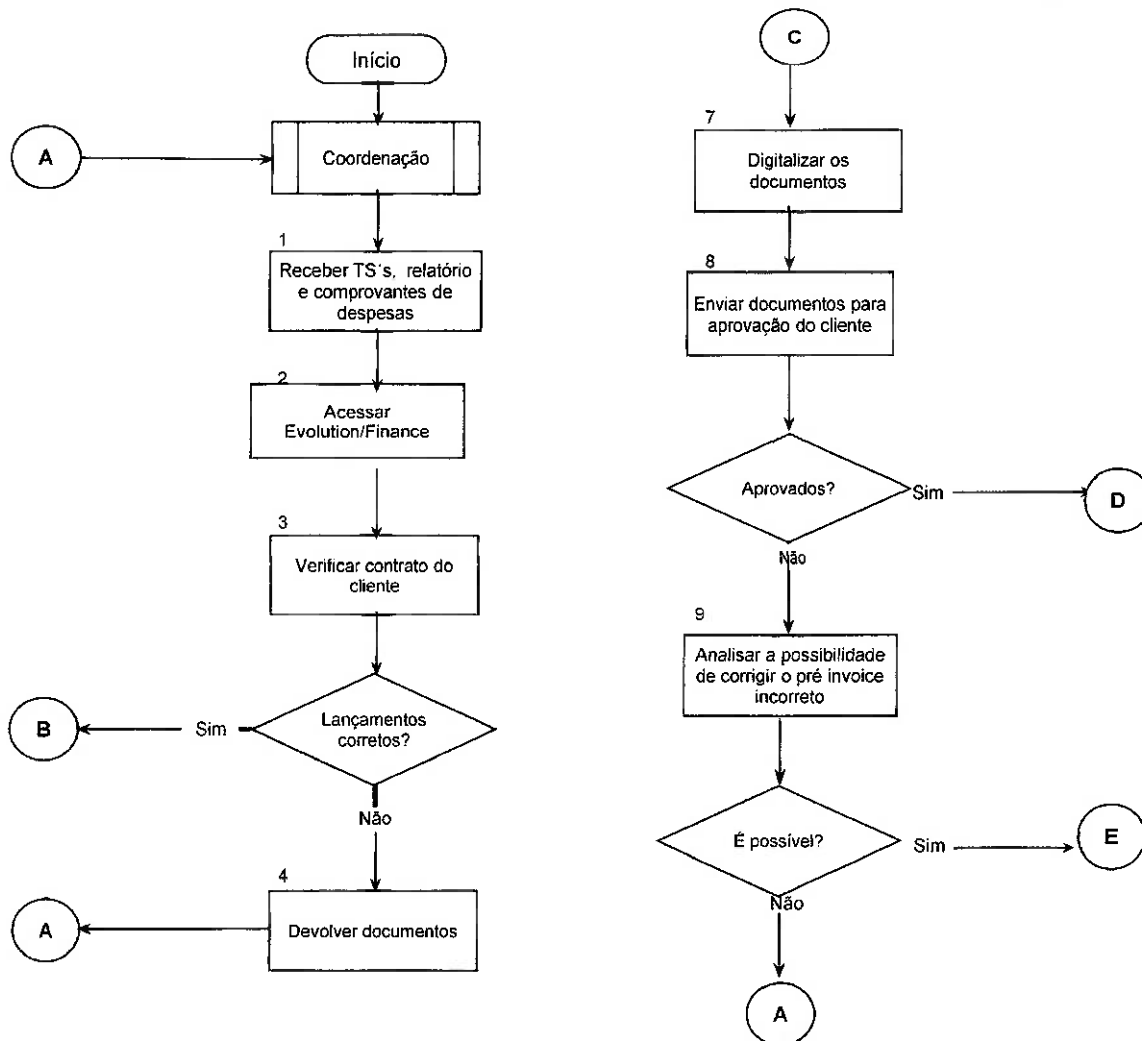 Início
A
Coordenação
1
Receber TS´s, relatório
e comprovantes de
despesas
2
Acessar
Evolution/Finance
3
Verificar contrato do
cliente
B
Sim
Lançamentos
corretos?
Não
4
A
Devolver documentos
C
7
Digitalizar os
documentos
8
Enviar documentos para
aprovação do cliente
Aprovados?
Sim
D
Não
9
Analisar a possibilidade
de corrigir o pré invoice
incorreto
É possível?
Sim
E
Não
A